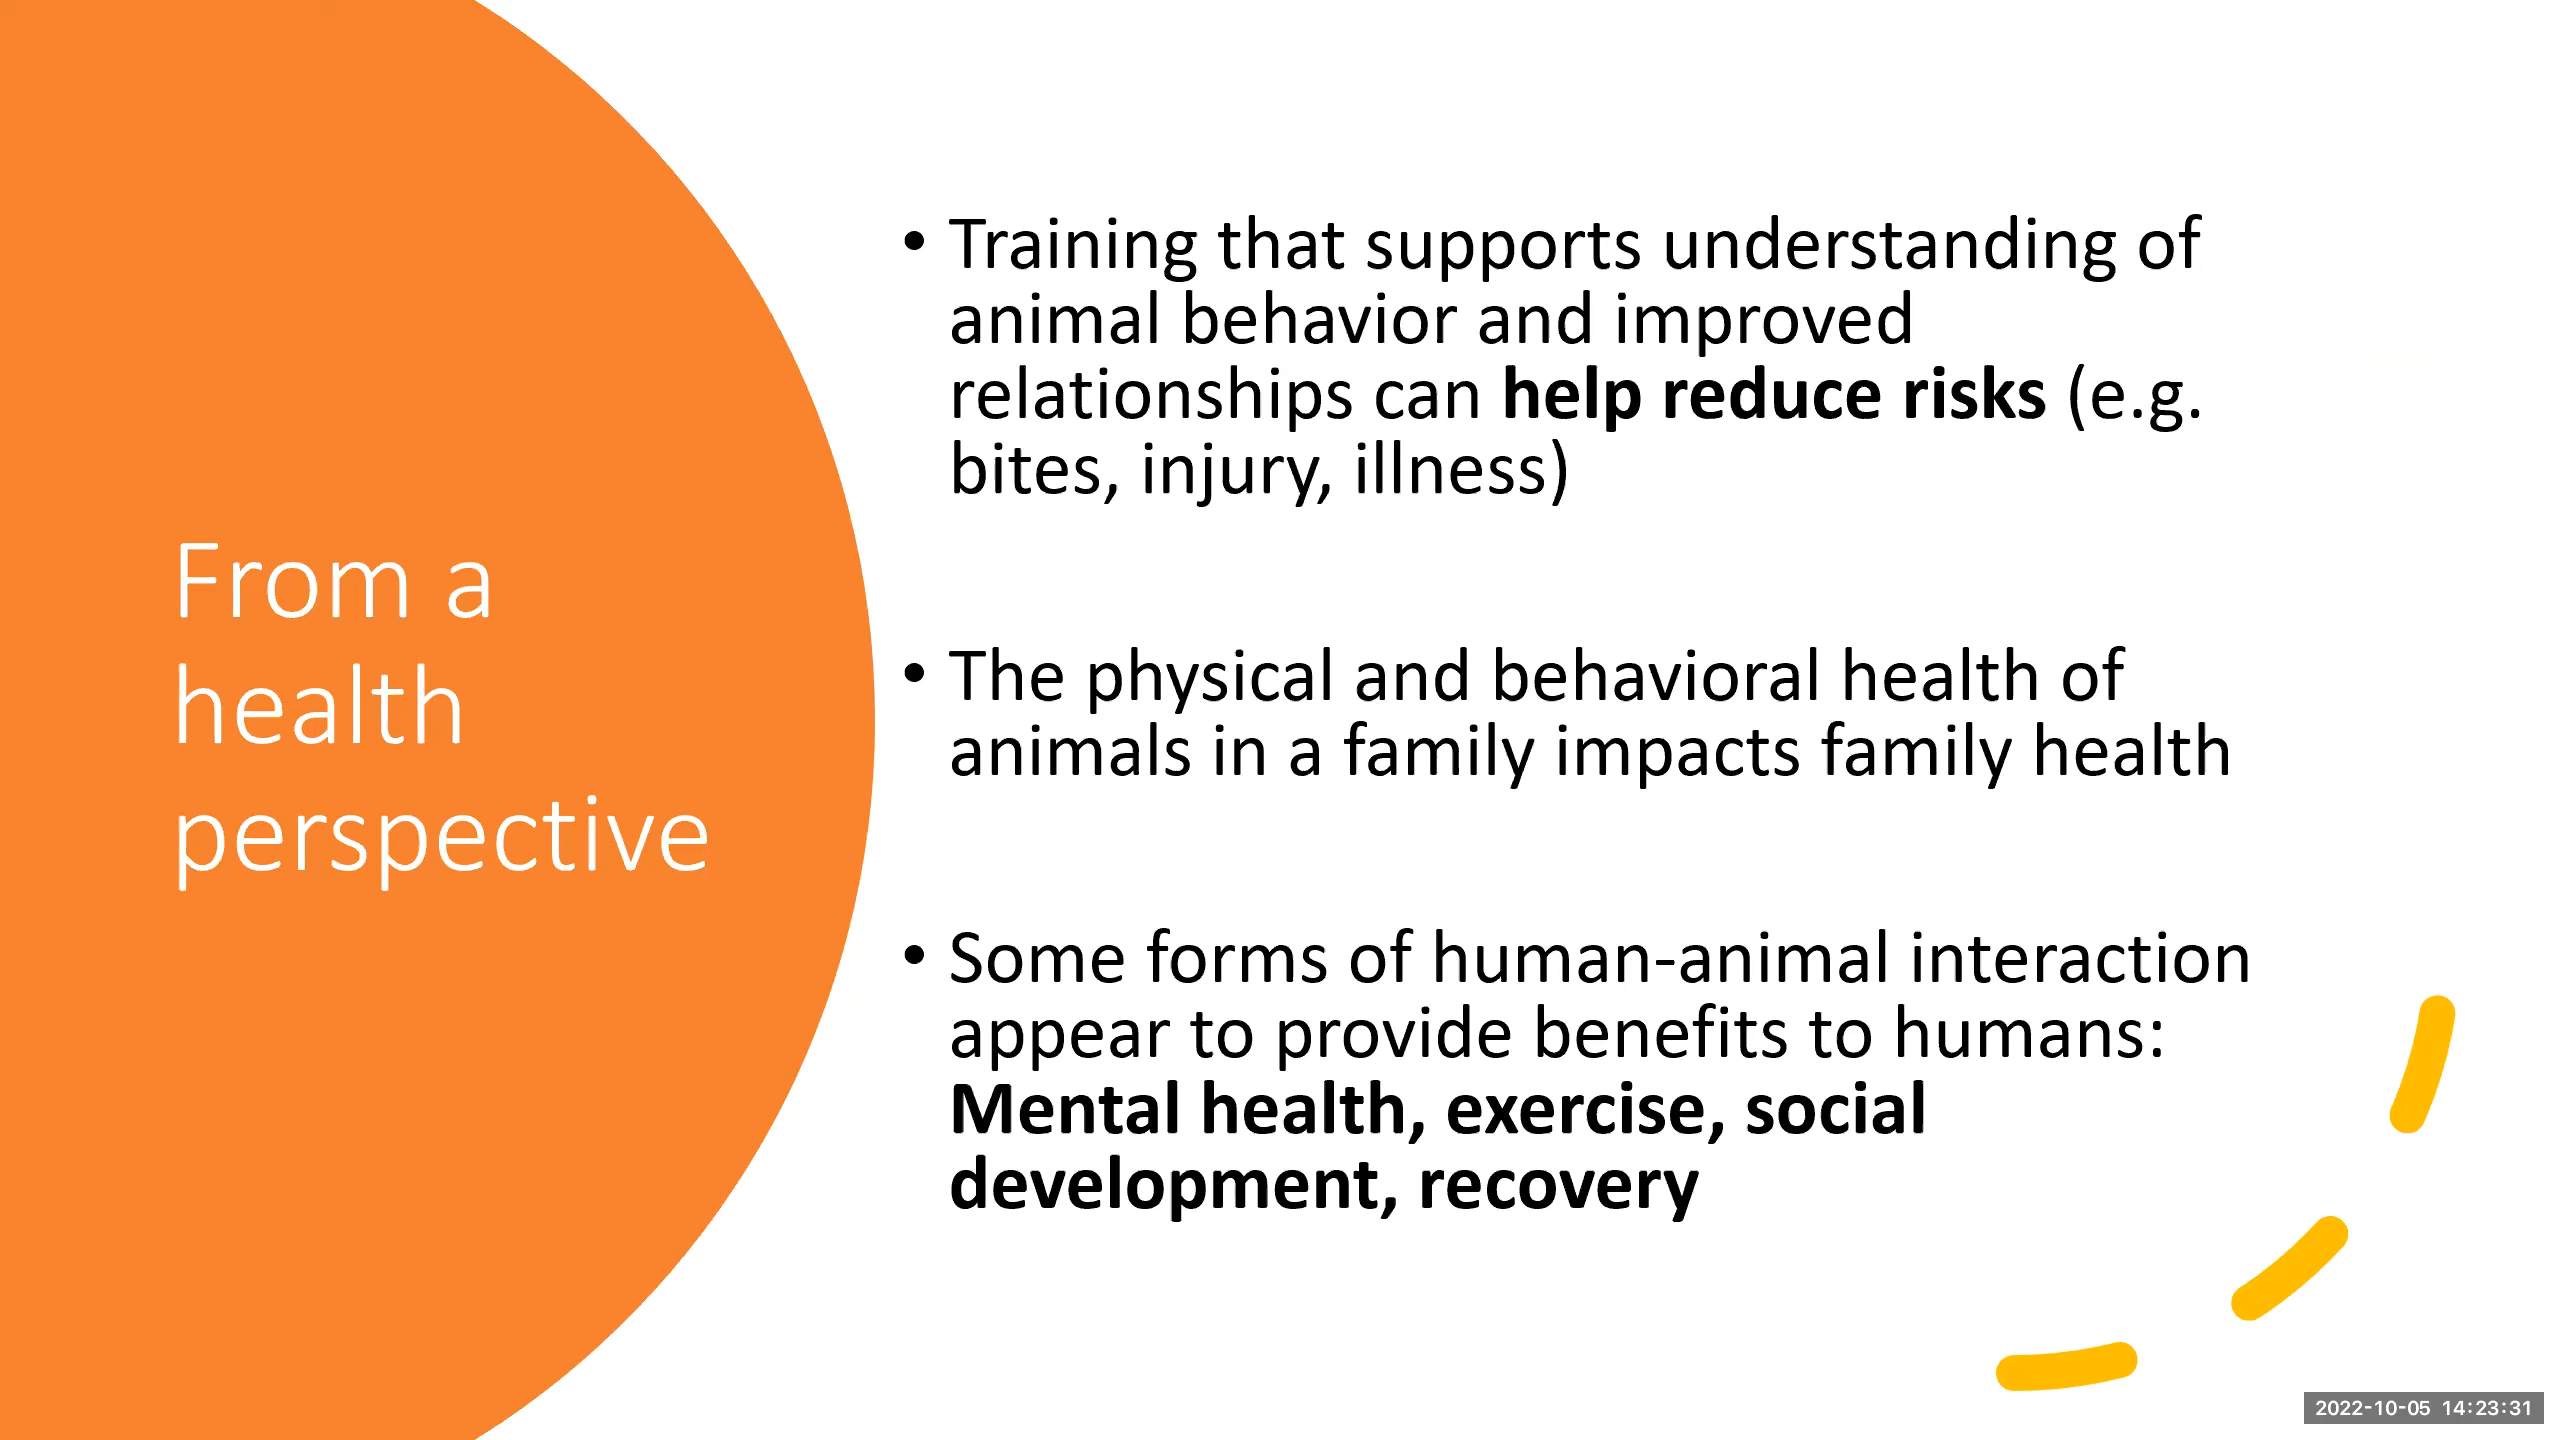 From a
health
perspective
• Training that supports understanding of
animal behavior and improved
relationships can help reduce risks (e.g.
bites, injury, illness)
• The physical and behavioral health of
animals in a family impacts family health
• Some forms of human-animal interaction
appear to provide benefits to humans:
Mental health, exercise, social
development, recovery
2022-10-05 14:23:31